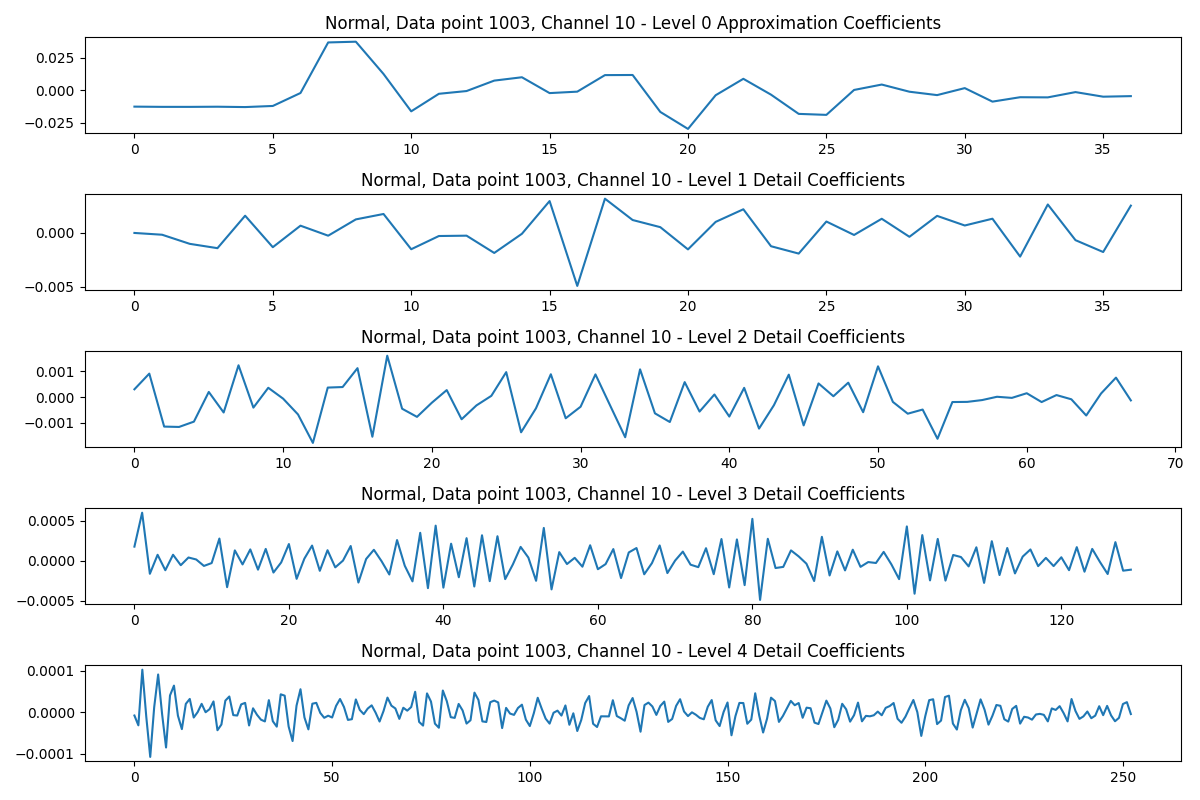 Normal, Data point 1003, Channel 10 - Level 0 Approximation Coefficients
0.025
0.000
−0.025
0 5 10 15 20 25 30 35
Normal, Data point 1003, Channel 10 - Level 1 Detail Coefficients
0.000
−0.005
0 5 10 15 20 25 30 35
Normal, Data point 1003, Channel 10 - Level 2 Detail Coefficients
0.001
0.000
−0.001
0 10 20 30 40 50 60 70
Normal, Data point 1003, Channel 10 - Level 3 Detail Coefficients
0.0005
0.0000
−0.0005
0 20 40 60 80 100 120
Normal, Data point 1003, Channel 10 - Level 4 Detail Coefficients
0.0001
0.0000
−0.0001
0 50 100 150 200 250